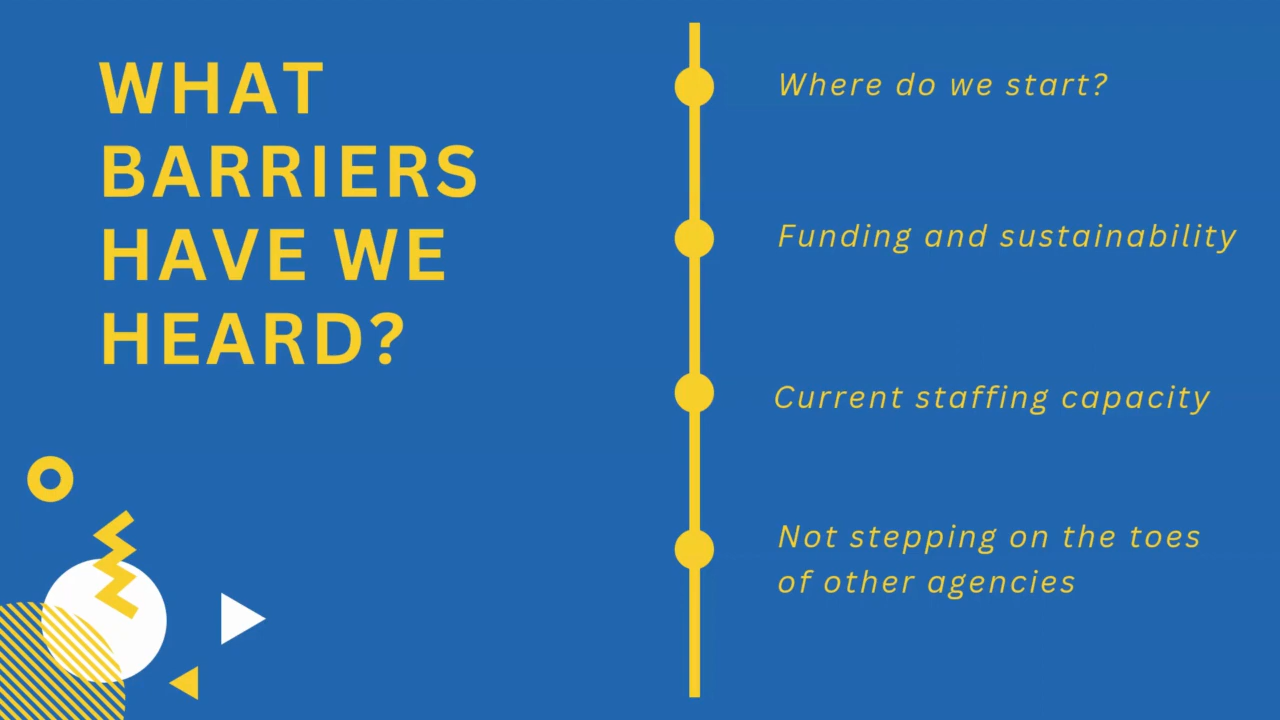 WHAT
BARRIERS
HAVE WE
HEARD?
Where do we start?
Funding and sustainability
Current staffing capacity
Not stepping on the toes
of other agencies